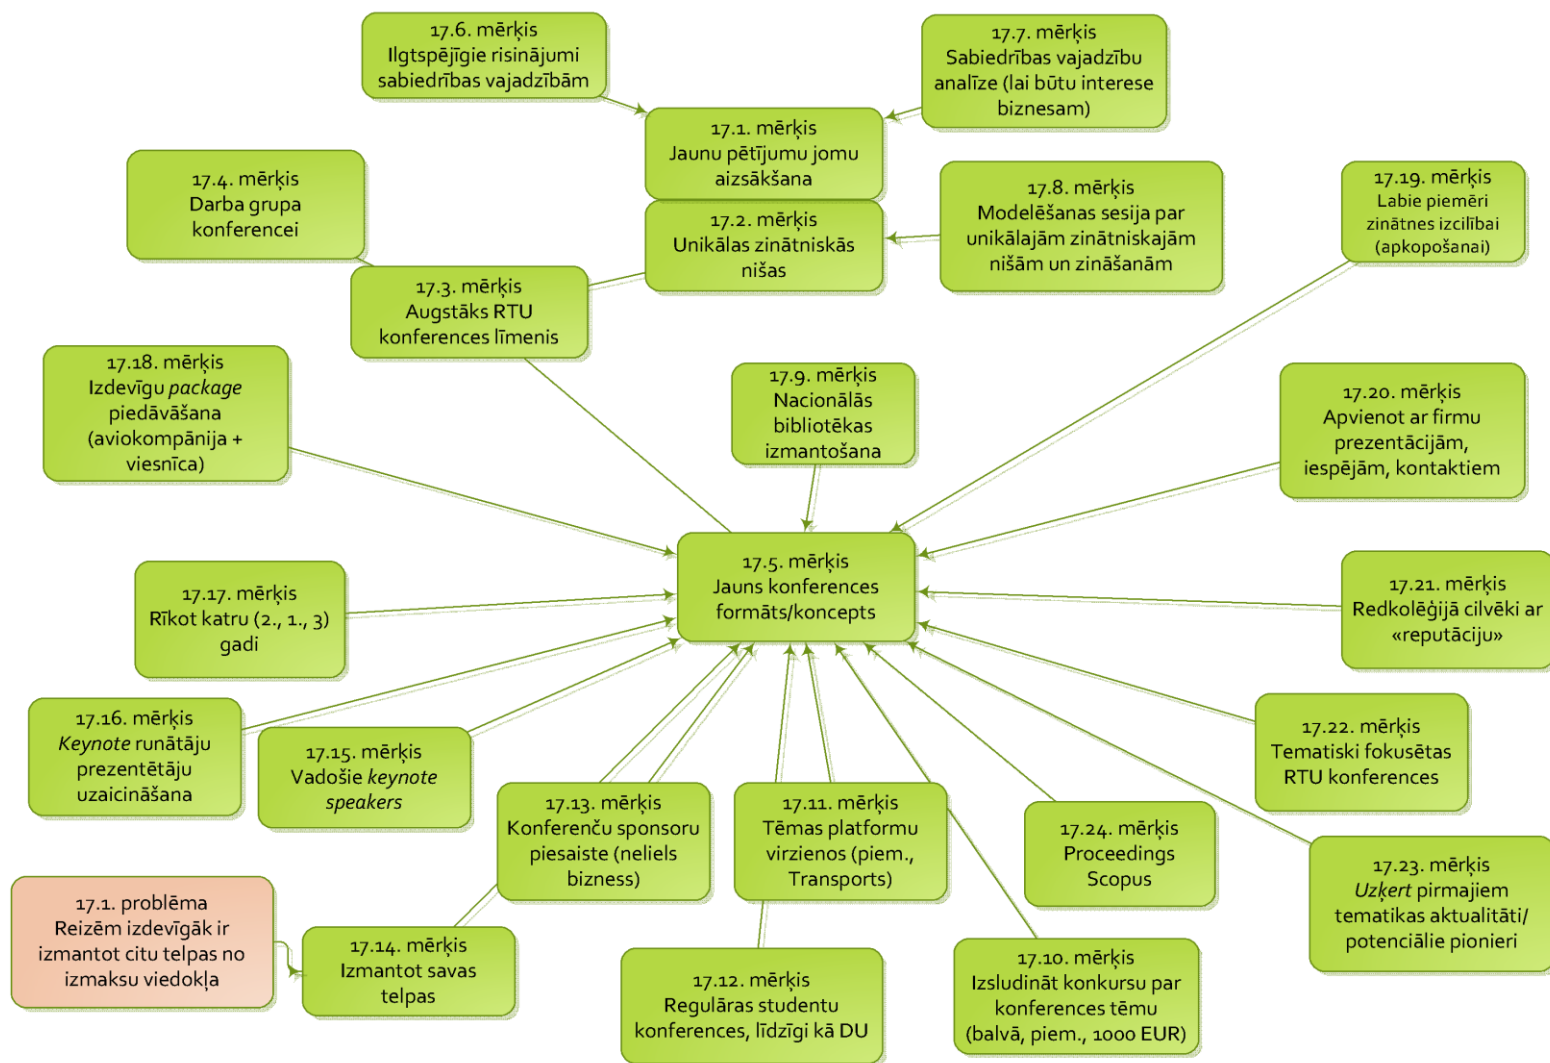 17.6. mērķis
Ilgtspējīgie risinājumi
sabiedrības vajadzībām
17.7. mērķis
Sabiedrības vajadzību
analīze (lai būtu interese
biznesam)
17.1. mērķis
Jaunu pētījumu jomu
aizsākšana
17.4. mērķis
Darba grupa
konferencei
17.2. mērķis
Unikālas zinātniskās
nišas
17.8. mērķis
Modelēšanas sesija par
unikālajām zinātniskajām
nišām un zināšanām
17.19. mērķis
Labie piemēri
zinātnes izcilībai
(apkopošanai)
17.3. mērķis
Augstāks RTU
konferences līmenis
17.18. mērķis
Izdevīgu package
piedāvāšana
(aviokompānija +
viesnīca)
17.9. mērķis
Nacionālās
bibliotēkas
izmantošana
17.20. mērķis
Apvienot ar firmu
prezentācijām,
iespējām, kontaktiem
17.5. mērķis
Jauns konferences
formāts/koncepts
17.17. mērķis
Rīkot katru (2., 1., 3)
gadi
17.21. mērķis
Redkolēģijā cilvēki ar
«reputāciju»
17.16. mērķis
Keynote runātāju
prezentētāju
uzaicināšana
17.15. mērķis
Vadošie keynote
speakers
17.22. mērķis
Tematiski fokusētas
RTU konferences
17.13. mērķis
Konferenču sponsoru
piesaiste (neliels
bizness)
17.11. mērķis
Tēmas platformu
virzienos (piem.,
Transports)
17.24. mērķis
Proceedings
Scopus
17.23. mērķis
Uzķert pirmajiem
tematikas aktualitāti/
potenciālie pionieri
17.1. problēma
Reizēm izdevīgāk ir
izmantot citu telpas no
izmaksu viedokļa
17.14. mērķis
Izmantot savas
telpas
17.12. mērķis
Regulāras studentu
konferences, līdzīgi kā DU
17.10. mērķis
Izsludināt konkursu par
konferences tēmu
(balvā, piem., 1000 EUR)